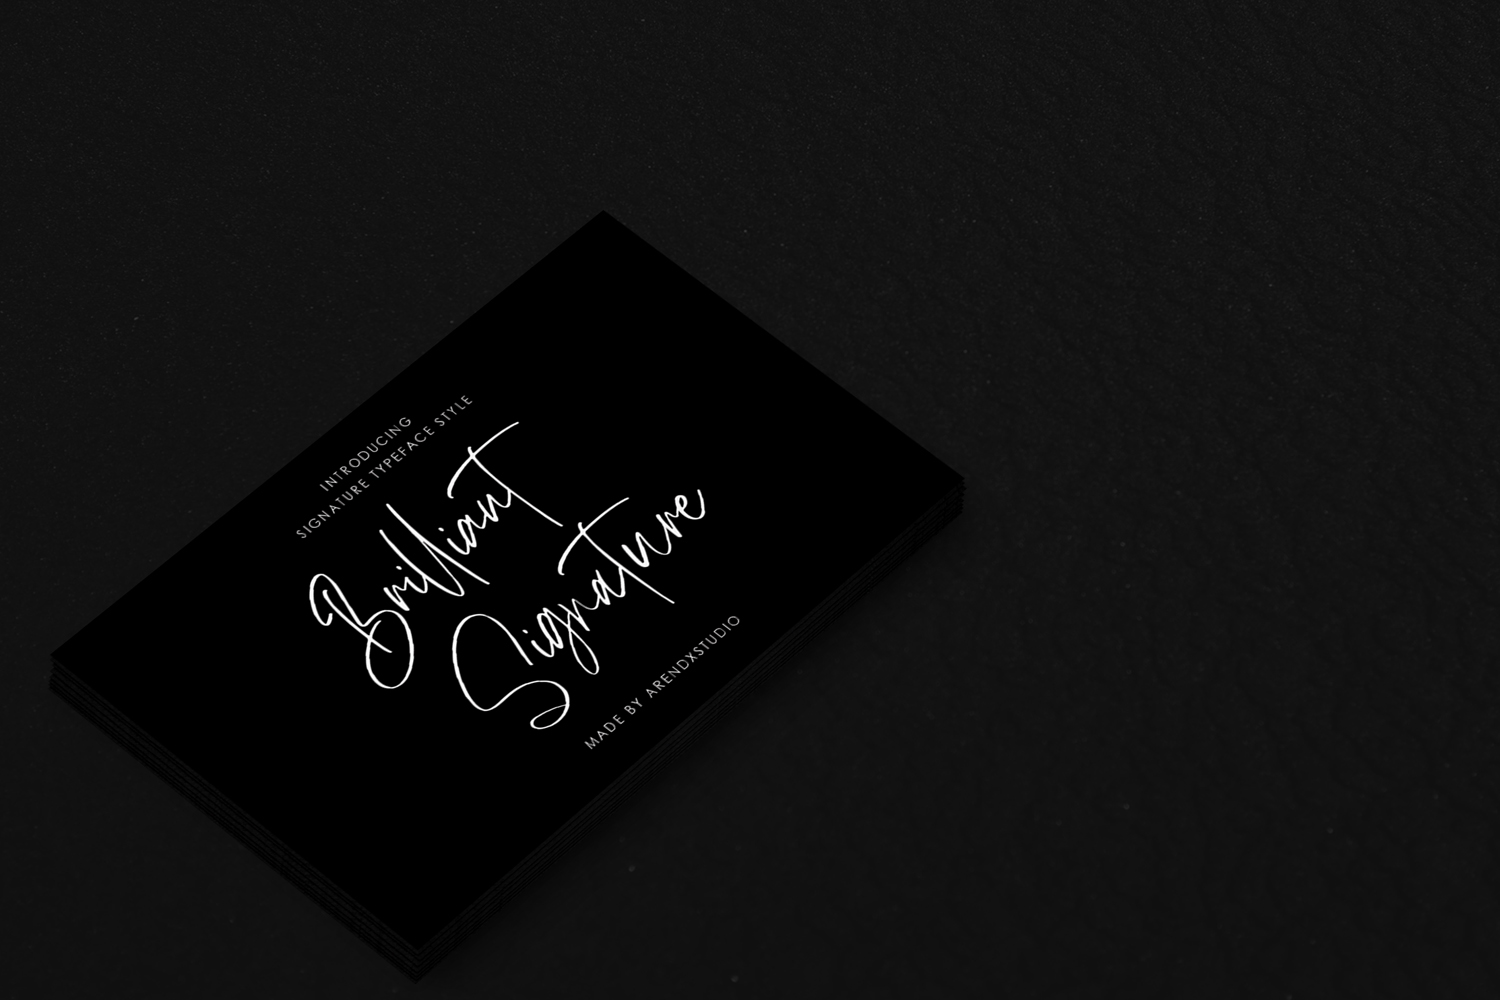 INTRODUCING
SIGNATURE TYPEFACE STYLE
Brilliant
Signature
MADE BY ARENDXSTUDIO